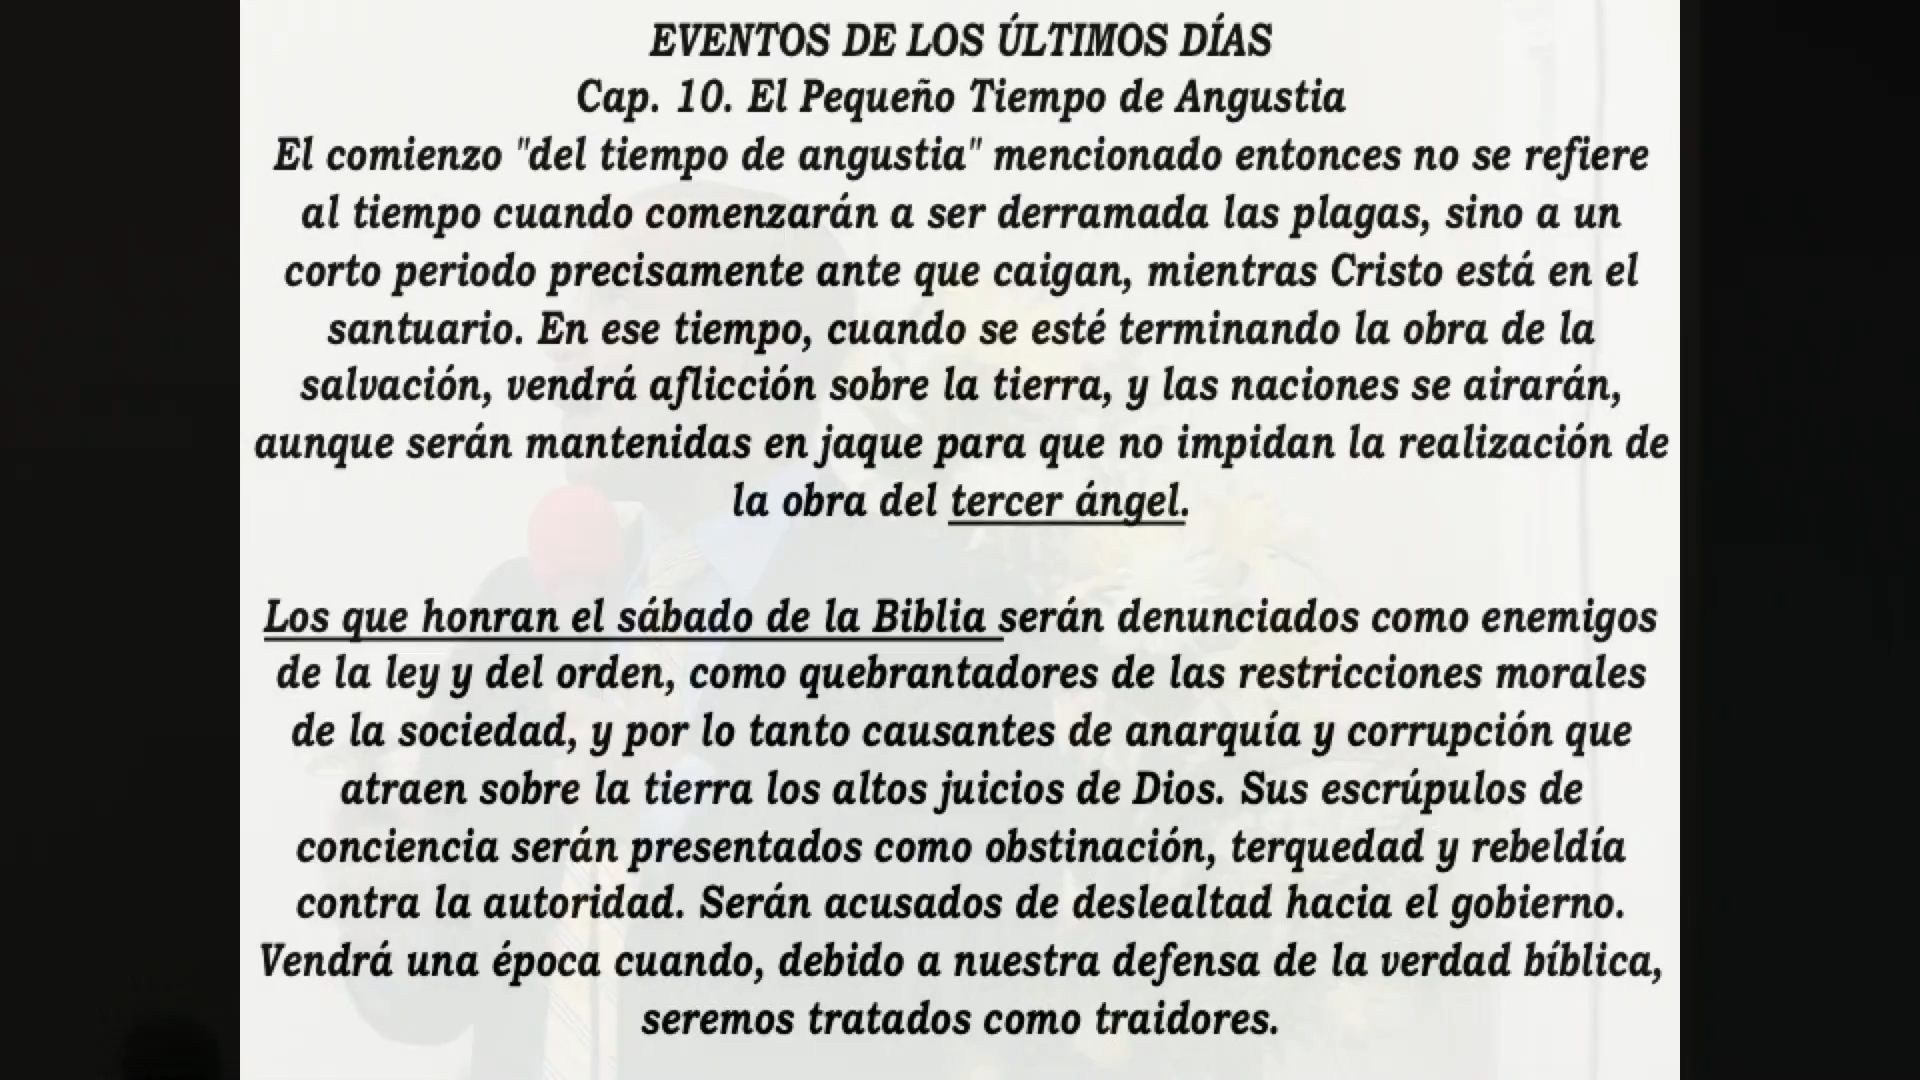 EVENTOS DE LOS ÚLTIMOS DÍAS
Cap. 10. El Pequeño Tiempo de Angustia
El comienzo "del tiempo de angustia" mencionado entonces no se refiere
al tiempo cuando comenzarán a ser derramada las plagas, sino a un
corto periodo precisamente ante que caigan, mientras Cristo está en el
santuario. En ese tiempo, cuando se esté terminando la obra de la
salvación, vendrá aflicción sobre la tierra, y las naciones se airarán,
aunque serán mantenidas en jaque para que no impidan la realización de
la obra del tercer ángel.
Los que honran el sábado de la Biblia serán denunciados como enemigos
de la ley y del orden, como quebrantadores de las restricciones morales
de la sociedad, y por lo tanto causantes de anarquía y corrupción que
atraen sobre la tierra los altos juicios de Dios. Sus escrúpulos de
conciencia serán presentados como obstinación, terquedad y rebeldía
contra la autoridad. Serán acusados de deslealtad hacia el gobierno.
Vendrá una época cuando, debido a nuestra defensa de la verdad bíblica,
seremos tratados como traidores.